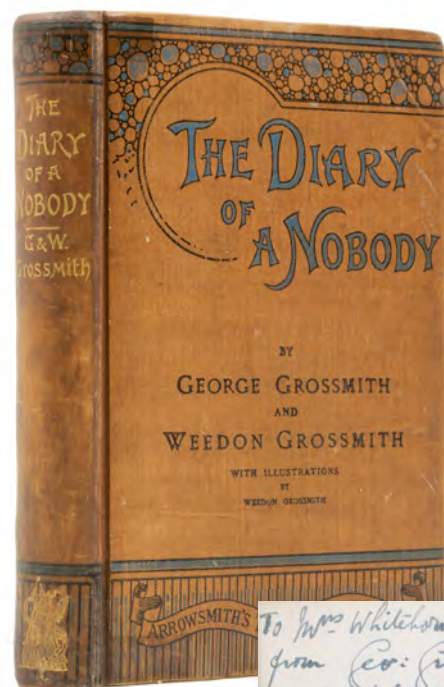 THE
DIARY
OF A
NOBODY
G & W.
Grossmith
THE DIARY
OF
A NOBODY
BY
GEORGE GROSSMITH
AND
WEEDON GROSSMITH
WITH ILLUSTRATIONS
BY
WEEDON GROSSMITH
ARROWSMITH'S
To Mrs
from Geo: